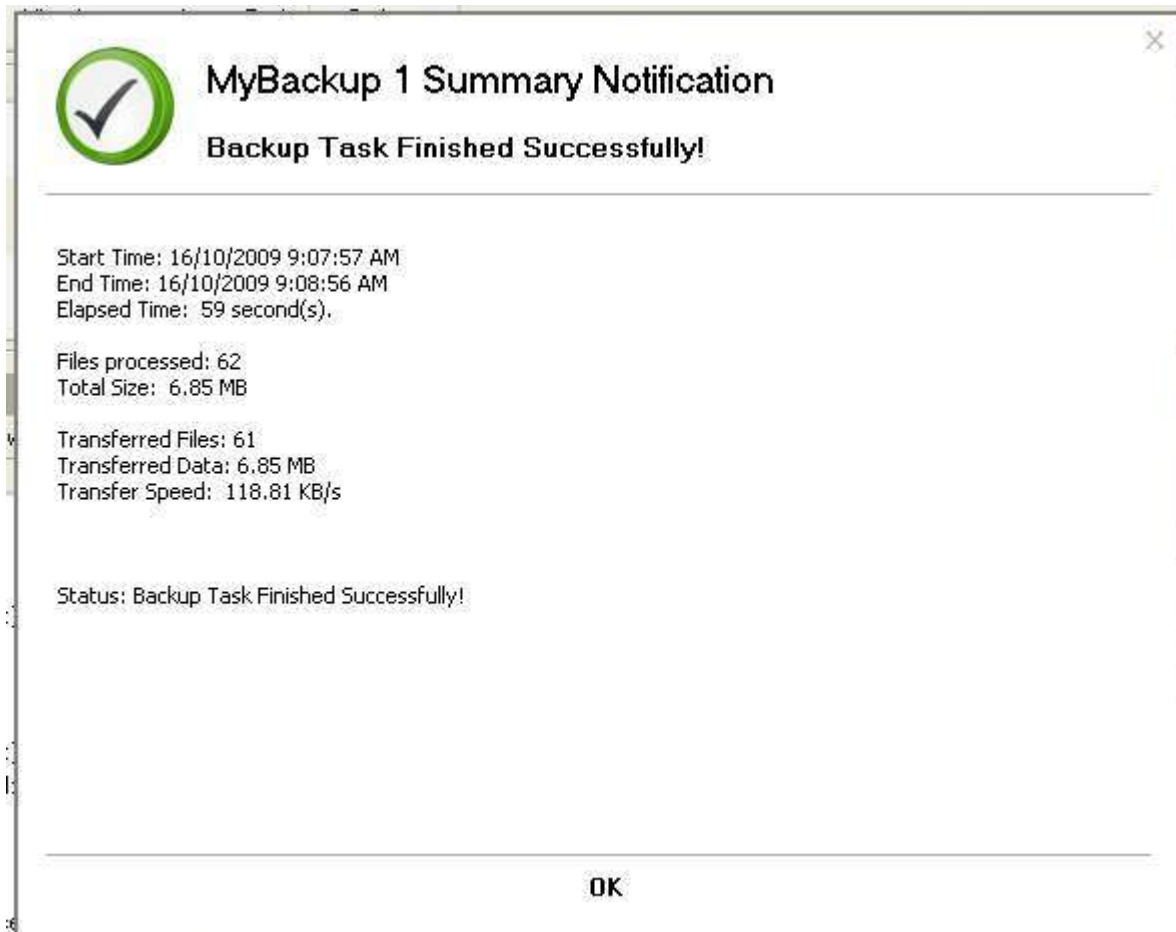 MyBackup 1 Summary Notification
Backup Task Finished Successfully!
Start Time: 16/10/2009 9:07:57 AM
End Time: 16/10/2009 9:08:56 AM
Elapsed Time:  59 second(s).
Files processed: 62
Total Size:  6.85 MB
Transferred Files: 61
Transferred Data: 6.85 MB
Transfer Speed:  118.81 KB/s
Status: Backup Task Finished Successfully!
OK